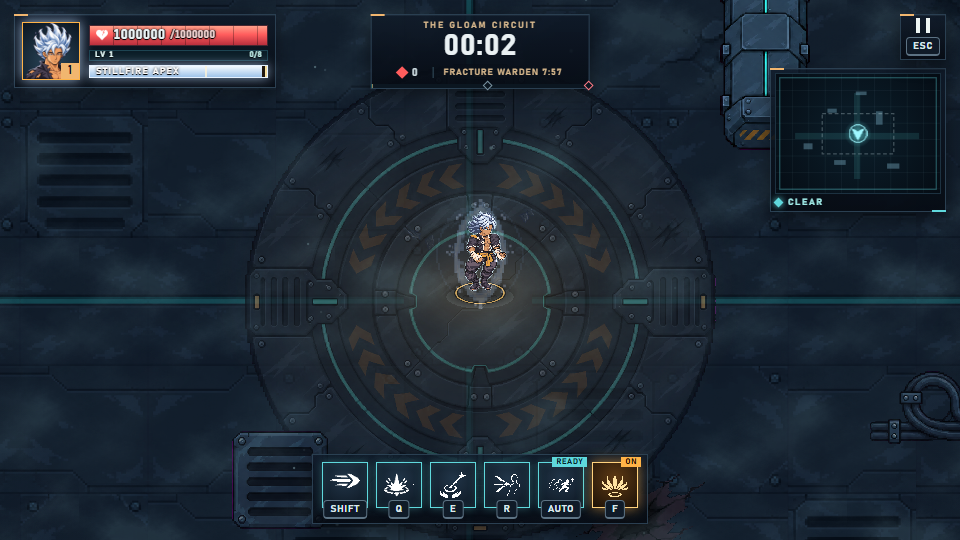 1000000 /1000000
LV 1
0/8
STILLFIRE APEX
1
THE GLOAM CIRCUIT
00:02
0
FRACTURE WARDEN 7:57
ESC
CLEAR
READY
ON
SHIFT
Q
E
R
AUTO
F